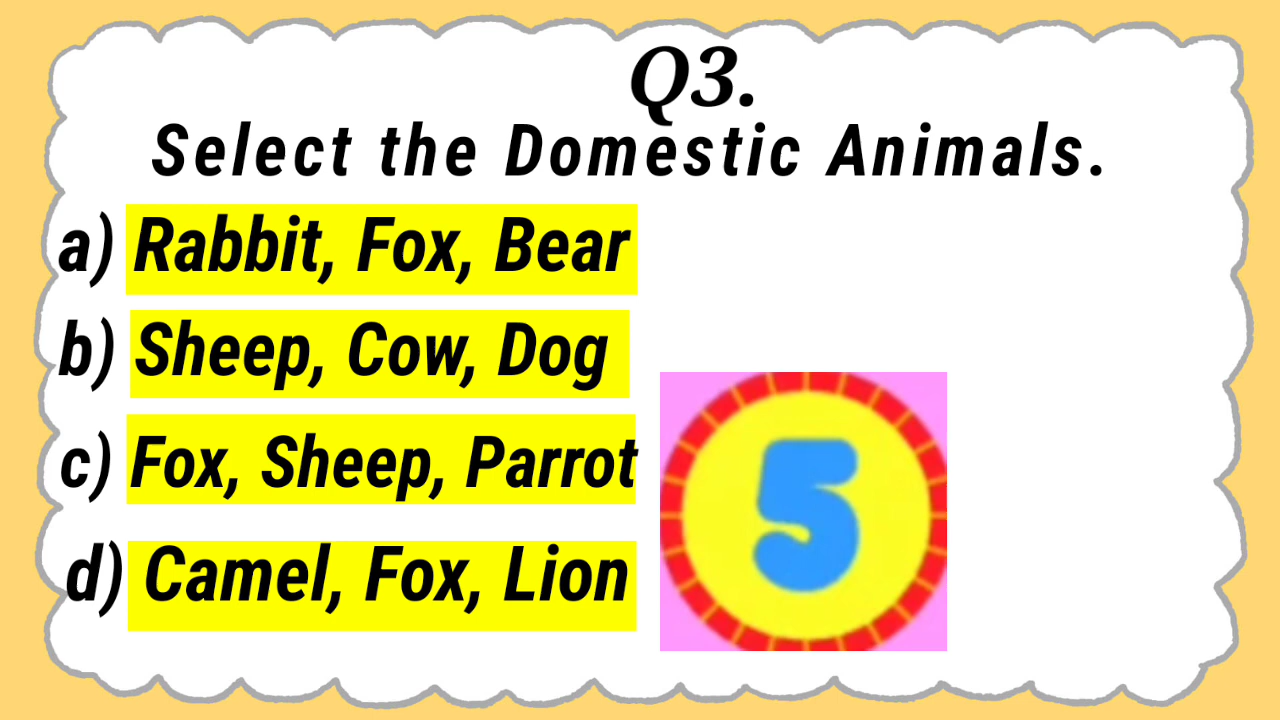 Q3.
Select the Domestic Animals.
a) Rabbit, Fox, Bear
b) Sheep, Cow, Dog
c) Fox, Sheep, Parrot
d) Camel, Fox, Lion
5